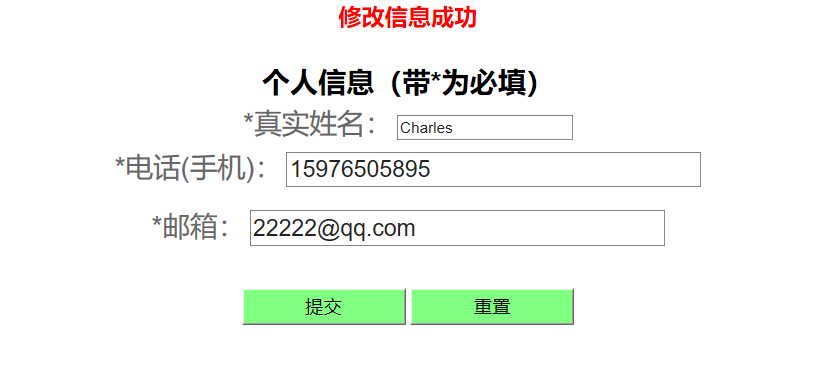 修改信息成功
个人信息（带*为必填）
*真实姓名： Charles
*电话(手机)： 15976505895
*邮箱： 22222@qq.com
提交 重置